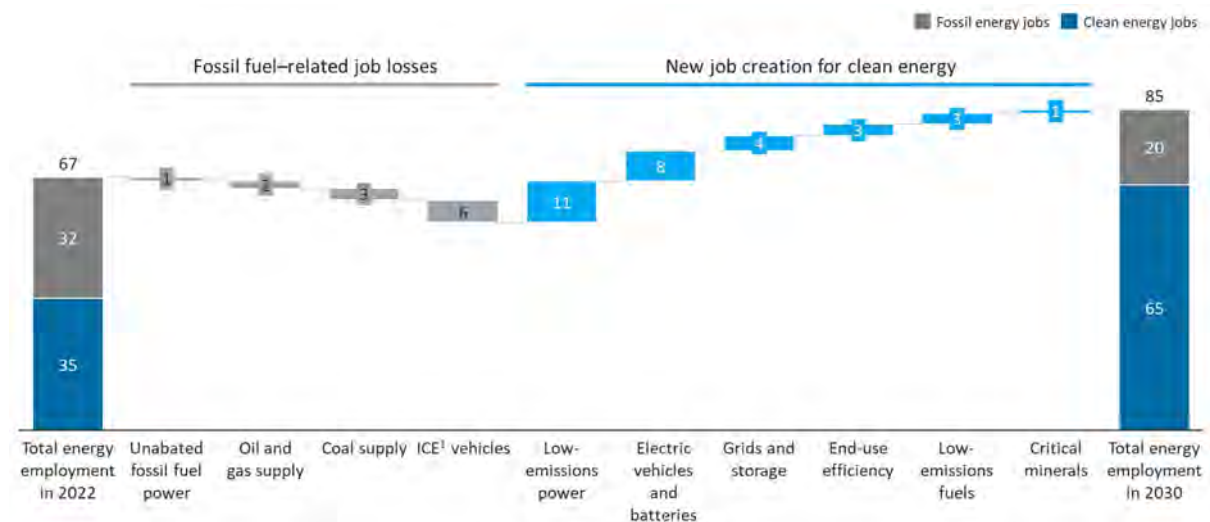 Fossil energy jobs Clean energy jobs
Fossil fuel–related job losses New job creation for clean energy
67
32
35
1
2
3
6
11
8
4
3
3
1
85
20
65
Total energy
employment
in 2022
Unabated
fossil fuel
power
Oil and
gas supply
Coal supply
ICE¹ vehicles
Low-
emissions
power
Electric
vehicles
and
batteries
Grids and
storage
End-use
efficiency
Low-
emissions
fuels
Critical
minerals
Total energy
employment
in 2030